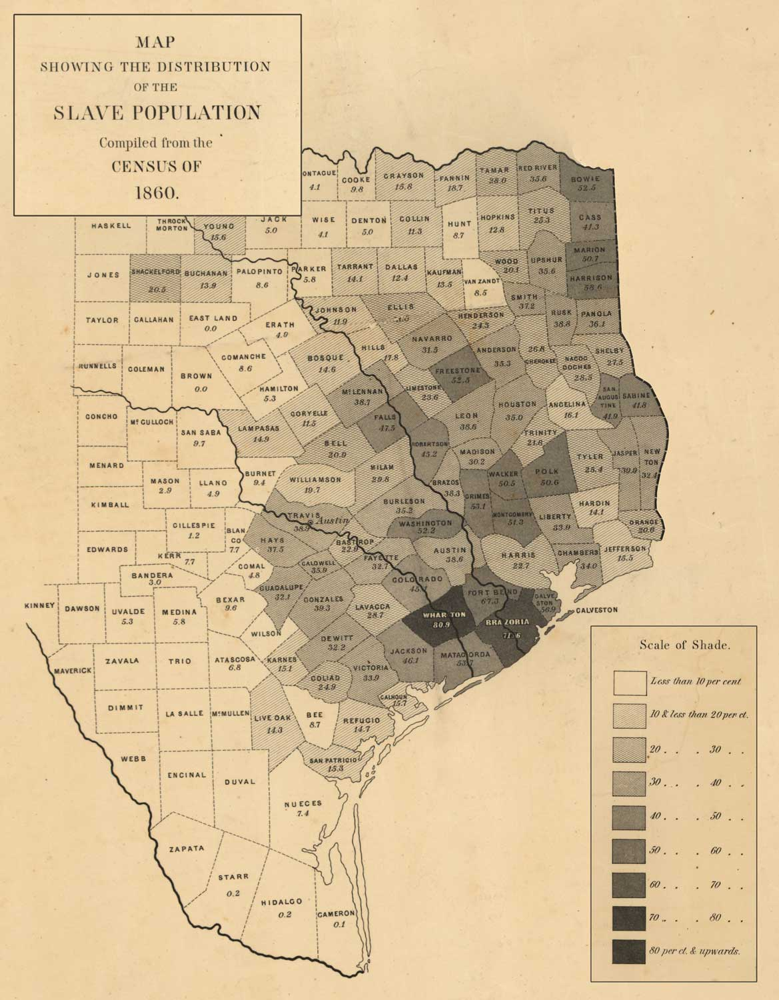 MAP
SHOWING THE DISTRIBUTION
OF THE
SLAVE POPULATION
Compiled from the
CENSUS OF
1860.
ONTAGUE
4.1
COOKE
9.8
GRAYSON
15.8
FANNIN
18.7
TAMAR
28.0
RED RIVER
35.6
BOWIE
52.5
HASKELL
THROCK
MORTON
YOUNG
15.6
JACK
5.0
WISE
4.1
DENTON
5.0
COLLIN
11.3
HUNT
8.7
HOPKINS
12.8
TITUS
25.3
CASS
41.3
MARION
50.7
JONES
SHACKELFORD
20.5
BUCHANAN
13.9
PALOPINTO
8.6
PARKER
5.8
TARRANT
14.1
DALLAS
12.4
KAUFMAN
13.5
VAN ZANDT
8.5
WOOD
20.1
UPSHUR
35.6
HARRISON
58.6
TAYLOR
CALLAHAN
EAST LAND
0.0
ERATH
4.9
JOHNSON
11.9
ELLIS
HENDERSON
24.3
SMITH
37.2
RUSK
38.8
PANOLA
36.1
RUNNELLS
COLEMAN
BROWN
0.0
COMANCHE
8.6
BOSQUE
14.6
HILLS
17.8
NAVARRO
31.5
ANDERSON
35.3
26.8
CHEROKEE
NACOG
DOCHES
28.5
SHELBY
27.5
HAMILTON
5.3
McLENNAN
38.7
LIMESTONE
23.6
FREESTONE
52.5
HOUSTON
35.0
ANGELINA
16.1
SAN
AUGUS
TINE
41.9
SABINE
41.8
CONCHO
Mc CULLOCH
SAN SABA
9.7
LAMPASAS
14.9
CORYELLE
11.5
FALLS
47.5
LEON
38.6
TRINITY
21.8
BELL
20.9
ROBERTSON
45.2
MADISON
30.2
WALKER
50.5
POLK
50.6
TYLER
25.4
JASPER
39.9
NEW
TON
32.4
MENARD
MASON
2.9
LLANO
4.9
BURNET
9.4
WILLIAMSON
19.7
MILAM
29.8
BRAZOS
38.3
GRIMES
53.1
KIMBALL
GILLESPIE
1.2
BLAN
CO
7.7
TRAVIS
Austin
BURLESON
35.2
WASHINGTON
52.2
MONTGOMERY
51.3
LIBERTY
33.9
HARDIN
14.1
ORANGE
20.6
EDWARDS
KERR
7.7
HAYS
37.5
BASTROP
22.9
FAYETTE
32.7
AUSTIN
38.6
HARRIS
22.7
CHAMBERS
34.0
JEFFERSON
15.5
BANDERA
3.0
COMAL
4.8
CALDWELL
35.9
COLORADO
FORT BEND
67.3
GALVE
STON
56.9
GALVESTON
KINNEY
DAWSON
UVALDE
5.3
MEDINA
5.8
BEXAR
9.6
GUADALUPE
32.1
GONZALES
39.3
LAVACCA
28.7
WHARTON
80.9
BRAZORIA
WILSON
DEWITT
32.2
JACKSON
46.1
MATAGORDA
MAVERICK
ZAVALA
TRIO
ATASCOSA
6.8
KARNES
15.1
GOLIAD
24.9
VICTORIA
33.9
CALHOUN
15.7
DIMMIT
LA SALLE
McMULLEN
LIVE OAK
14.3
BEE
8.7
REFUGIO
14.7
WEBB
ENCINAL
DUVAL
SAN PATRICIO
15.3
NUECES
7.4
ZAPATA
STARR
0.2
HIDALGO
0.2
CAMERON
0.1
Scale of Shade.
Less than 10 per cent
10 & less than 20 per ct.
20 . . . 30 . .
30 . . . 40 . .
40 . . . 50 . .
50 . . . 60 . .
60 . . . 70 . .
70 . . . 80 . .
80 per ct. & upwards.